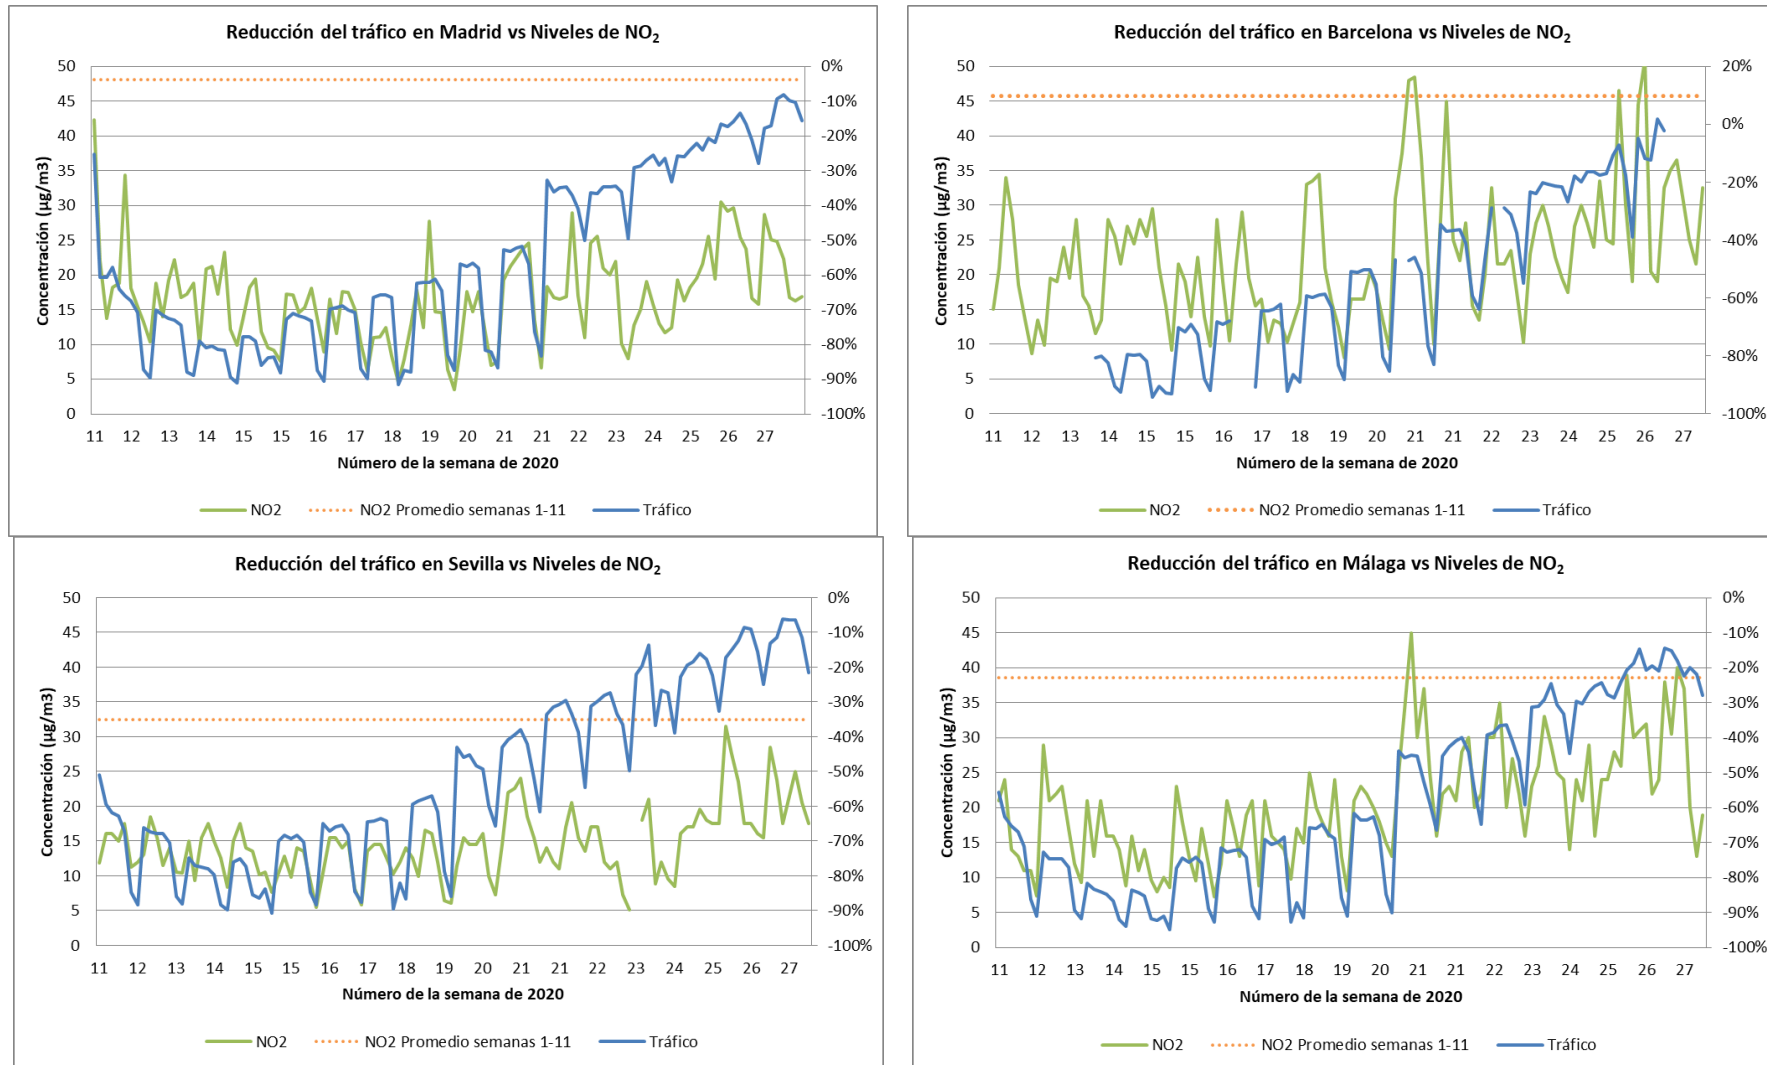 Reducción del tráfico en Madrid vs Niveles de NO2
50 0%
45 -10%
40 -20%
35 -30%
30 -40%
25 -50%
20 -60%
15 -70%
10 -80%
5 -90%
0 -100%
Concentración (µg/m3)
11 12 13 14 15 15 16 17 18 19 20 21 21 22 23 24 25 26 27
Número de la semana de 2020
NO2 NO2 Promedio semanas 1-11 Tráfico
Reducción del tráfico en Barcelona vs Niveles de NO2
50 20%
45
40 0%
35
30 -20%
25 -40%
20
15 -60%
10 -80%
5
0 -100%
Concentración (µg/m3)
11 12 13 14 15 15 16 17 18 19 20 21 21 22 23 24 25 26 27
Número de la semana de 2020
NO2 NO2 Promedio semanas 1-11 Tráfico
Reducción del tráfico en Sevilla vs Niveles de NO2
50 0%
45 -10%
40 -20%
35 -30%
30 -40%
25 -50%
20 -60%
15 -70%
10 -80%
5 -90%
0 -100%
Concentración (µg/m3)
11 12 13 14 15 15 16 17 18 19 20 21 21 22 23 24 25 26 27
Número de la semana de 2020
NO2 NO2 Promedio semanas 1-11 Tráfico
Reducción del tráfico en Málaga vs Niveles de NO2
50 0%
45 -10%
40 -20%
35 -30%
30 -40%
25 -50%
20 -60%
15 -70%
10 -80%
5 -90%
0 -100%
Concentración (µg/m3)
11 12 13 14 15 15 16 17 18 19 20 21 21 22 23 24 25 26 27
Número de la semana de 2020
NO2 NO2 Promedio semanas 1-11 Tráfico